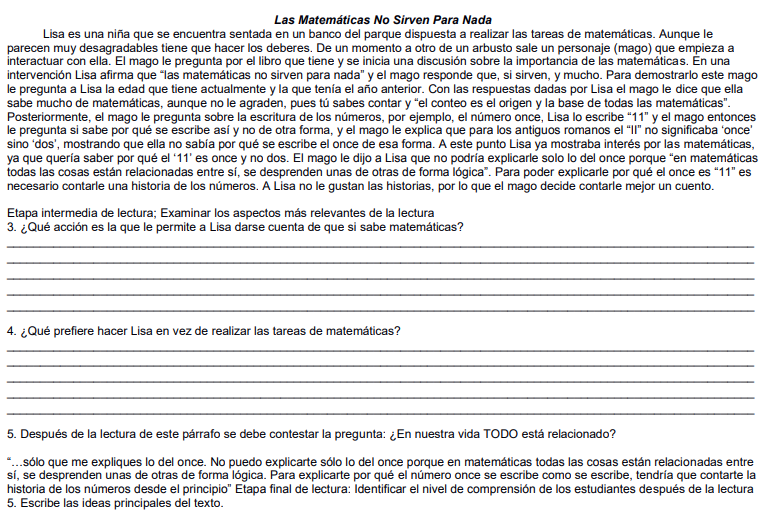 Las Matemáticas No Sirven Para Nada
Lisa es una niña que se encuentra sentada en un banco del parque dispuesta a realizar las tareas de matemáticas. Aunque le
parecen muy desagradables tiene que hacer los deberes. De un momento a otro de un arbusto sale un personaje (mago) que empieza a
interactuar con ella. El mago le pregunta por el libro que tiene y se inicia una discusión sobre la importancia de las matemáticas. En una
intervención Lisa afirma que “las matemáticas no sirven para nada” y el mago responde que, si sirven, y mucho. Para demostrarlo este mago
le pregunta a Lisa la edad que tiene actualmente y la que tenía el año anterior. Con las respuestas dadas por Lisa el mago le dice que ella
sabe mucho de matemáticas, aunque no le agraden, pues tú sabes contar y “el conteo es el origen y la base de todas las matemáticas”.
Posteriormente, el mago le pregunta sobre la escritura de los números, por ejemplo, el número once, Lisa lo escribe “11” y el mago entonces
le pregunta si sabe por qué se escribe así y no de otra forma, y el mago le explica que para los antiguos romanos el “II” no significaba ‘once’
sino ‘dos’, mostrando que ella no sabía por qué se escribe el once de esa forma. A este punto Lisa ya mostraba interés por las matemáticas,
ya que quería saber por qué el ‘11’ es once y no dos. El mago le dijo a Lisa que no podría explicarle solo lo del once porque “en matemáticas
todas las cosas están relacionadas entre sí, se desprenden unas de otras de forma lógica”. Para poder explicarle por qué el once es “11” es
necesario contarle una historia de los números. A Lisa no le gustan las historias, por lo que el mago decide contarle mejor un cuento.
Etapa intermedia de lectura; Examinar los aspectos más relevantes de la lectura
3. ¿Qué acción es la que le permite a Lisa darse cuenta de que si sabe matemáticas?
4. ¿Qué prefiere hacer Lisa en vez de realizar las tareas de matemáticas?
5. Después de la lectura de este párrafo se debe contestar la pregunta: ¿En nuestra vida TODO está relacionado?
“…sólo que me expliques lo del once. No puedo explicarte sólo lo del once porque en matemáticas todas las cosas están relacionadas entre
sí, se desprenden unas de otras de forma lógica. Para explicarte por qué el número once se escribe como se escribe, tendría que contarte la
historia de los números desde el principio” Etapa final de lectura: Identificar el nivel de comprensión de los estudiantes después de la lectura
5. Escribe las ideas principales del texto.